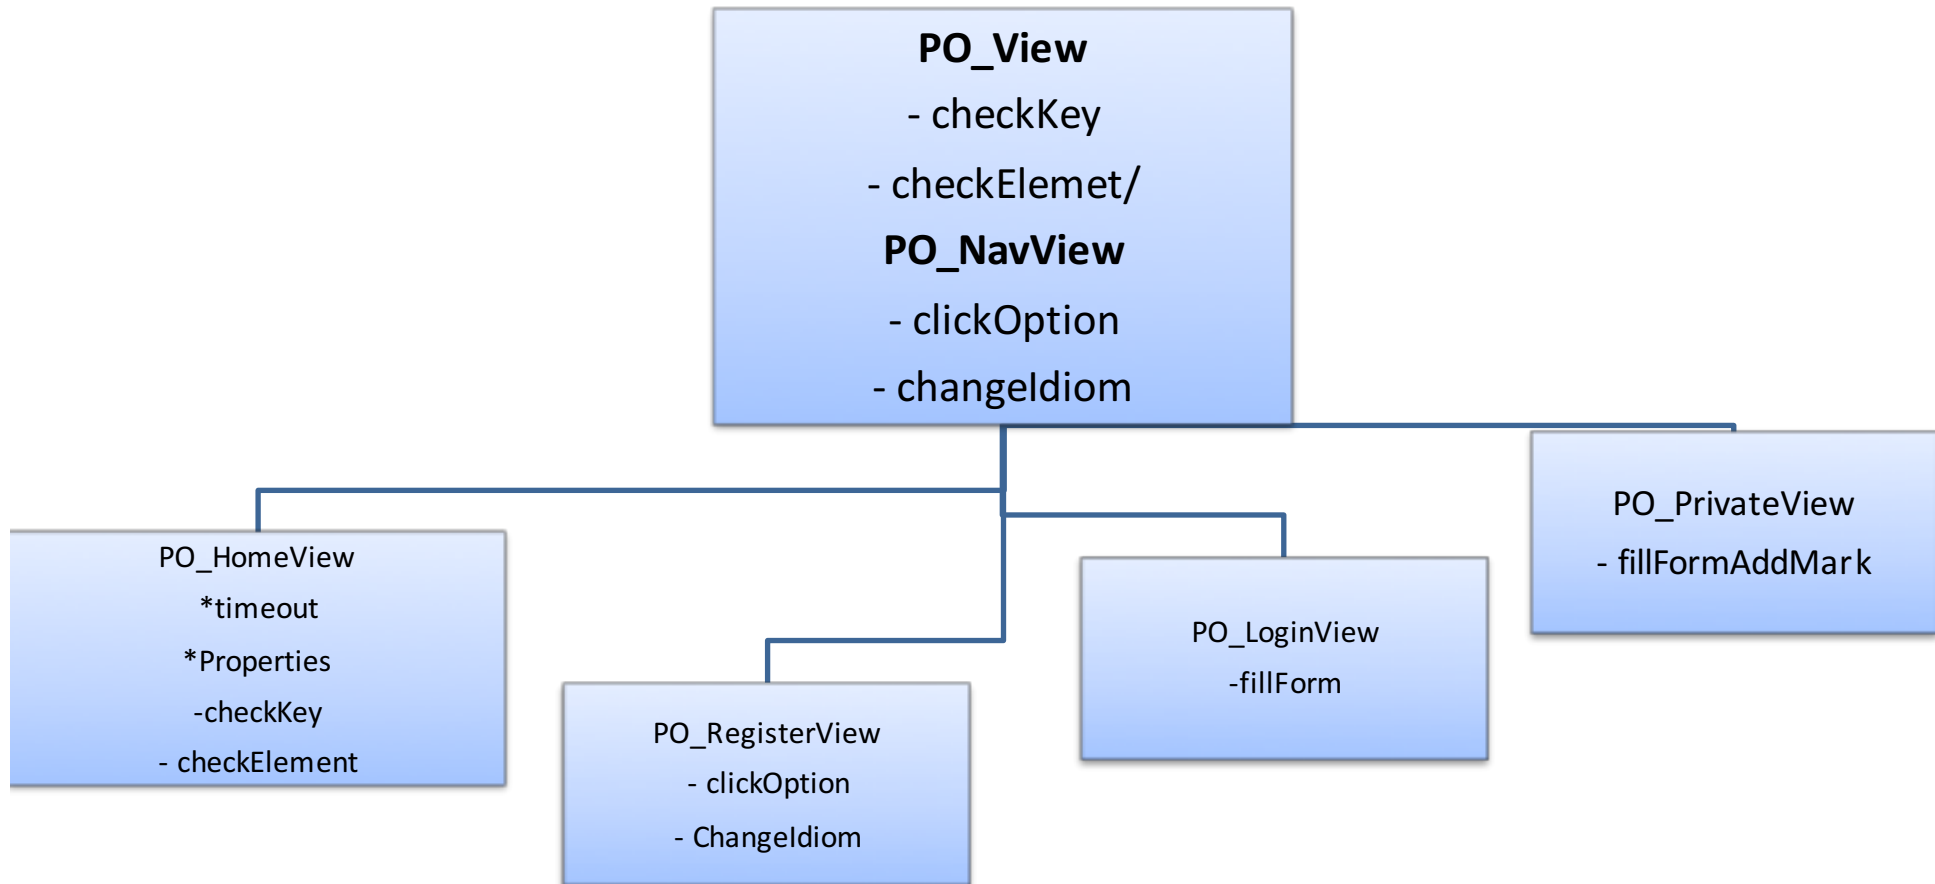 PO_View
- checkKey
- checkElemet/
PO_NavView
- clickOption
- changeIdiom
PO_HomeView
*timeout
*Properties
-checkKey
- checkElement
PO_RegisterView
- clickOption
- ChangeIdiom
PO_LoginView
-fillForm
PO_PrivateView
- fillFormAddMark